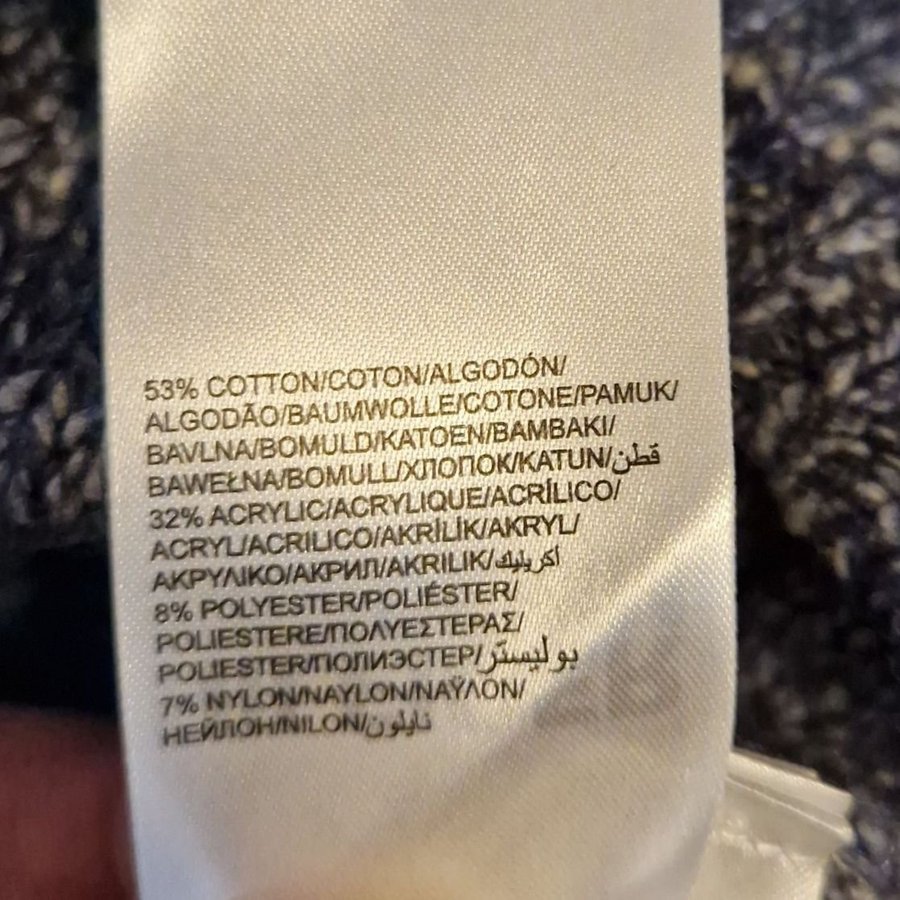 53% COTTON/COTON/ALGODÓN/
ALGODÃO/BAUMWOLLE/COTONE/PAMUK/
BAVLNA/BOMULD/KATOEN/BAMBAKI/
BAWEŁNA/BOMULL/ХЛОПОК/KATUN/قطن
32% ACRYLIC/ACRYLIQUE/ACRÍLICO/
ACRYL/ACRILICO/AKRİLİK/AKRYL/
ΑΚΡΥΛΙΚΟ/АКРИЛ/AKRILIK/أكريليك
8% POLYESTER/POLIÉSTER/
POLIESTERE/ΠΟΛΥΕΣΤΕΡΑΣ/
POLIESTER/ПОЛИЭСТЕР/بوليستر
7% NYLON/NAYLON/ΝΑΫΛΟΝ/
НЕЙЛОН/NILON/نايلون